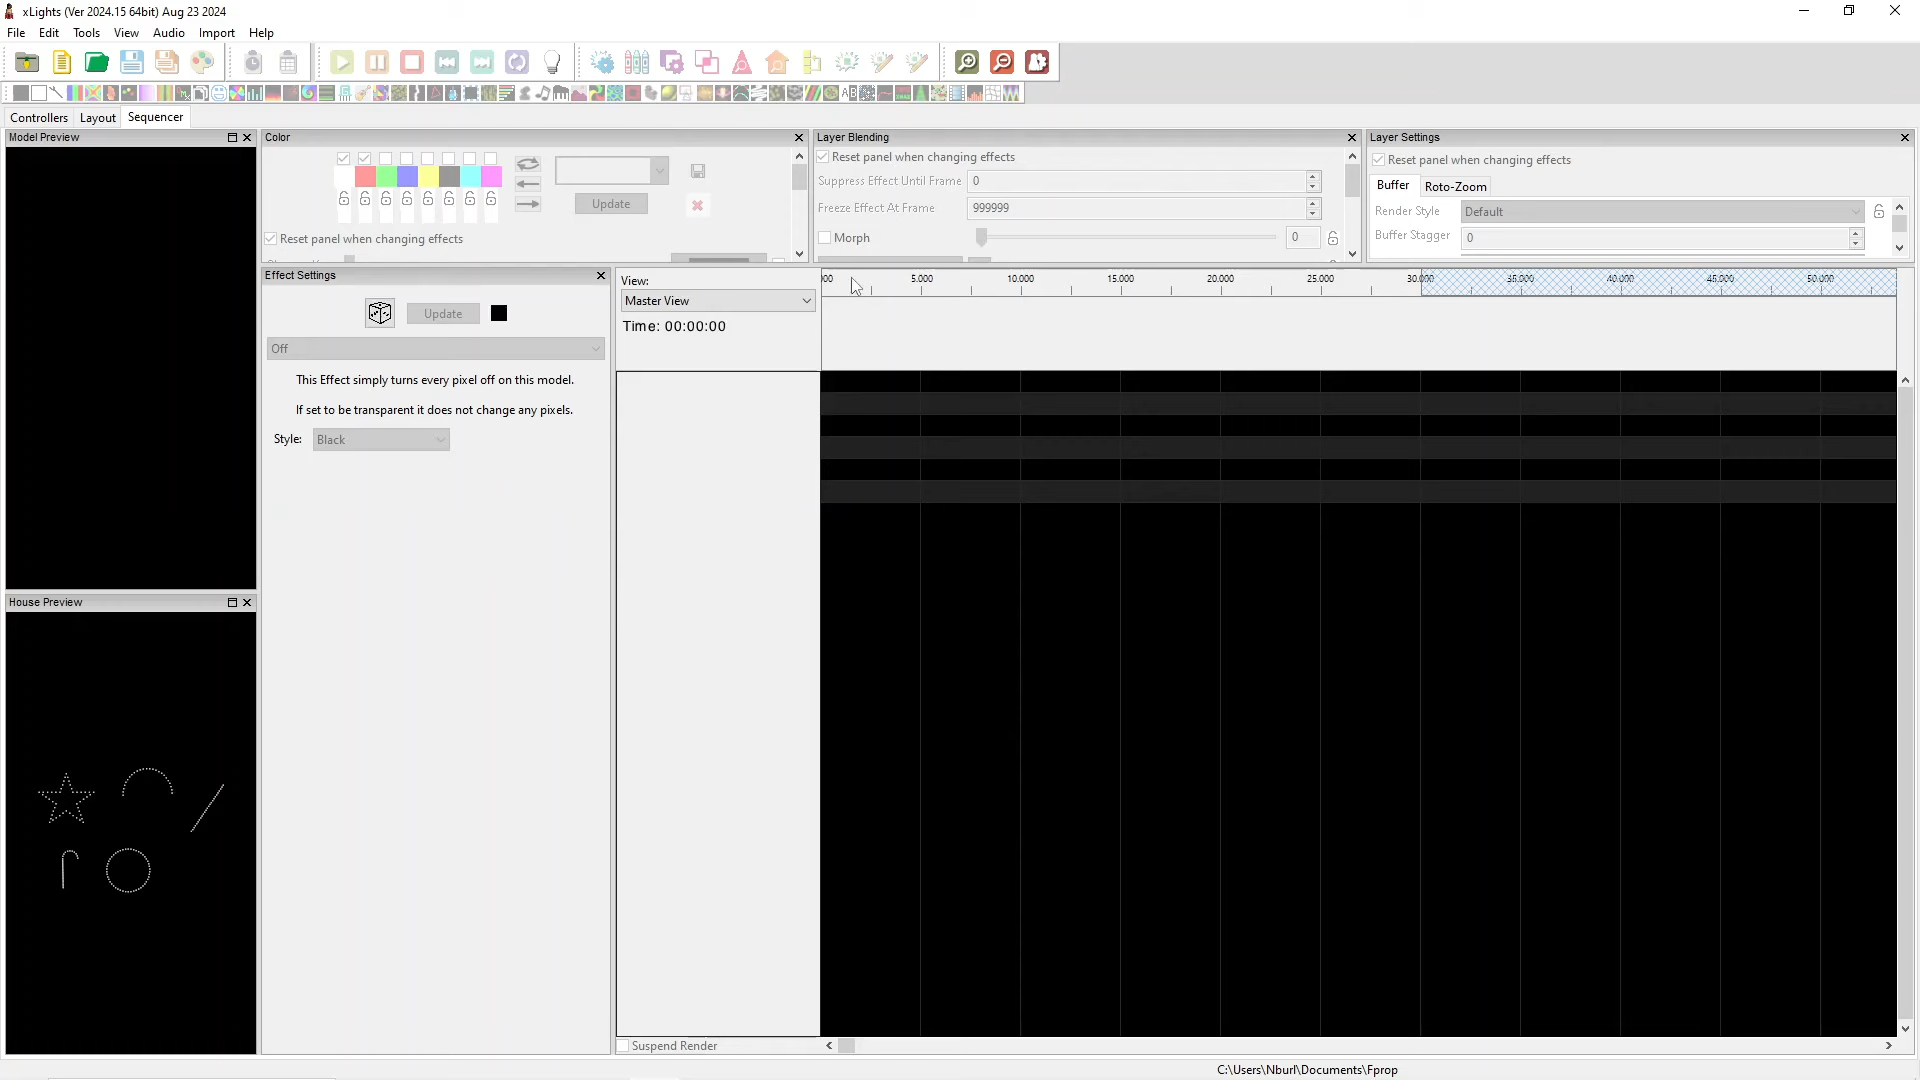 xLights (Ver 2024.15 64bit) Aug 23 2024
File Edit Tools View Audio Import Help
Controllers Layout Sequencer
Model Preview
Color
Reset panel when changing effects
Update
Layer Blending
Reset panel when changing effects
Suppress Effect Until Frame 0
Freeze Effect At Frame 999999
Morph 0
Layer Settings
Reset panel when changing effects
Buffer Roto-Zoom
Render Style Default
Buffer Stagger 0
Effect Settings
Update
Off
This Effect simply turns every pixel off on this model.
If set to be transparent it does not change any pixels.
Style: Black
View:
Master View
Time: 00:00:00
5.000 10.000 15.000 20.000 25.000 30.000 35.000 40.000 45.000 50.000
House Preview
Suspend Render
C:\Users\Nburl\Documents\Fprop